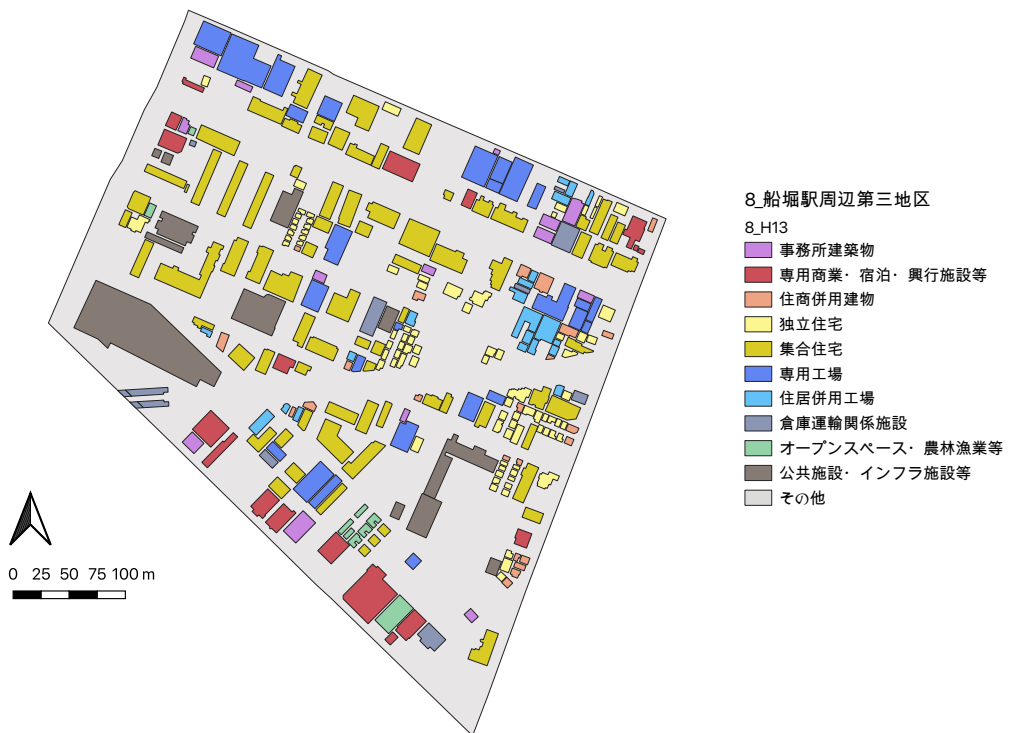 8_船堀駅周辺第三地区
8_H13
事務所建築物
専用商業・宿泊・興行施設等
住商併用建物
独立住宅
集合住宅
専用工場
住居併用工場
倉庫運輸関係施設
オープンスペース・農林漁業等
公共施設・インフラ施設等
その他
0 25 50 75 100 m